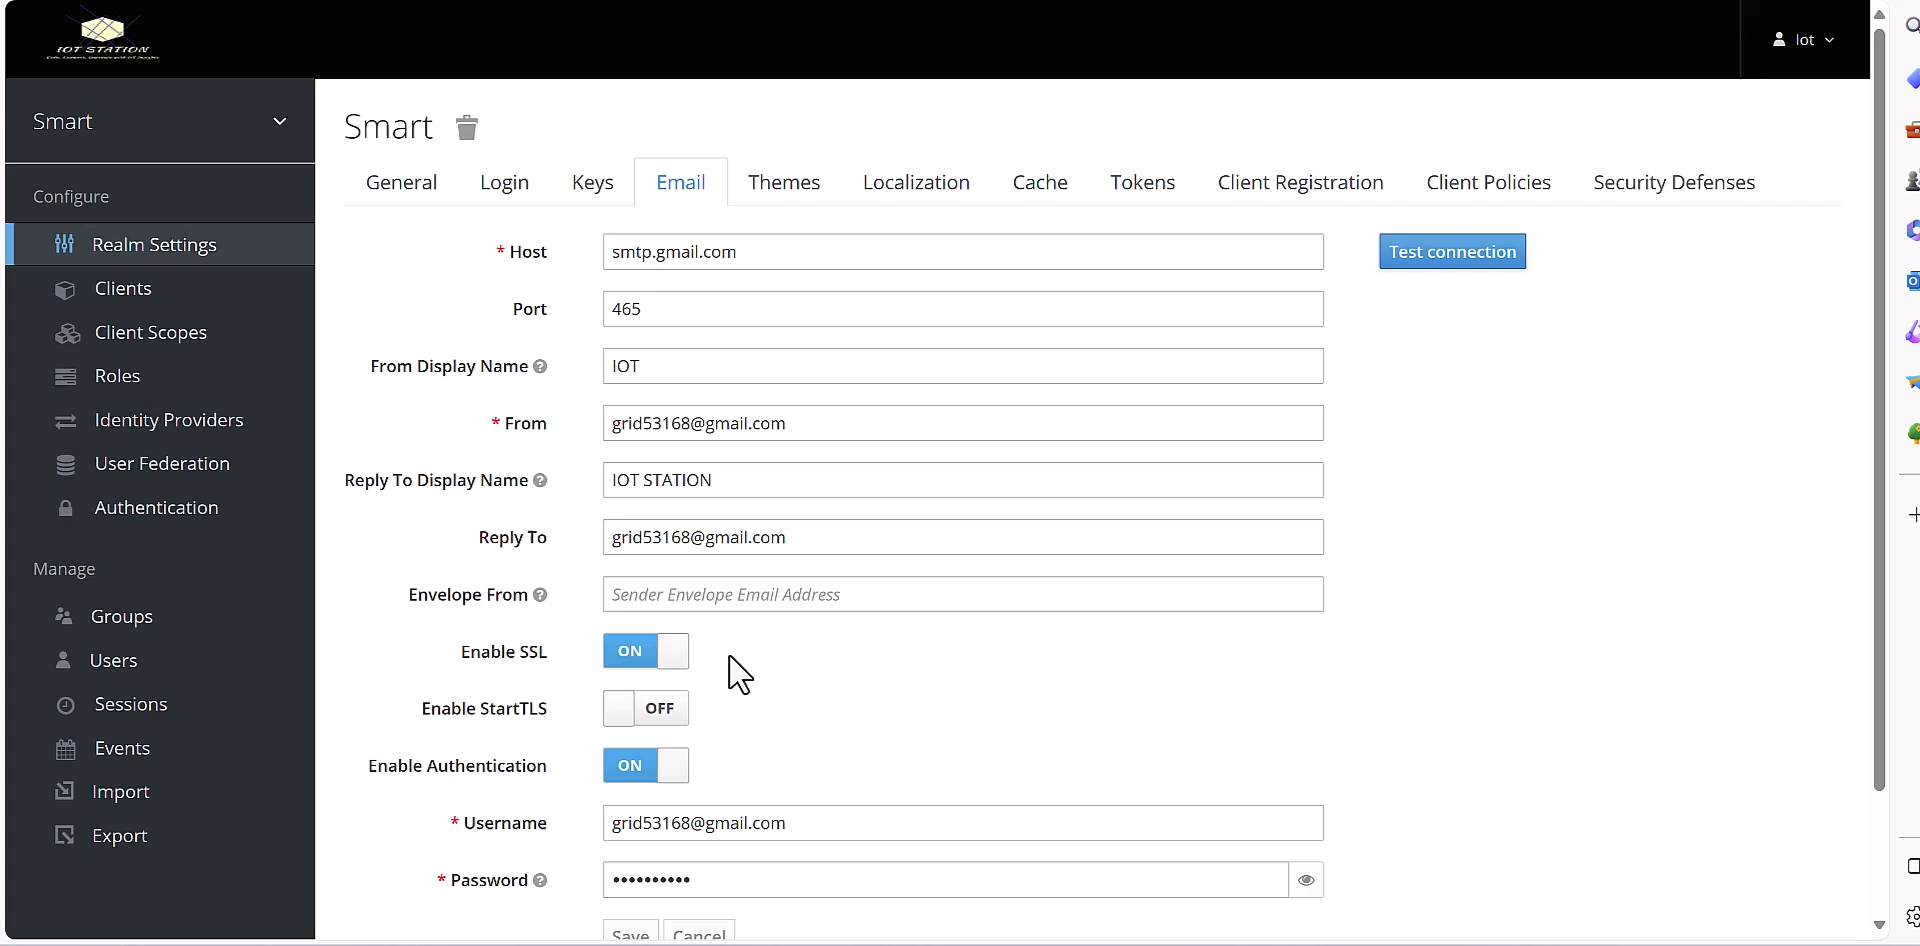 IOT STATION
Iot
Smart
Smart
General Login Keys Email Themes Localization Cache Tokens Client Registration Client Policies Security Defenses
Configure
Realm Settings
Clients
Client Scopes
Roles
Identity Providers
User Federation
Authentication
Manage
Groups
Users
Sessions
Events
Import
Export
* Host smtp.gmail.com Test connection
Port 465
From Display Name IOT
* From grid53168@gmail.com
Reply To Display Name IOT STATION
Reply To grid53168@gmail.com
Envelope From Sender Envelope Email Address
Enable SSL ON
Enable StartTLS OFF
Enable Authentication ON
* Username grid53168@gmail.com
* Password ••••••••••
Save Cancel